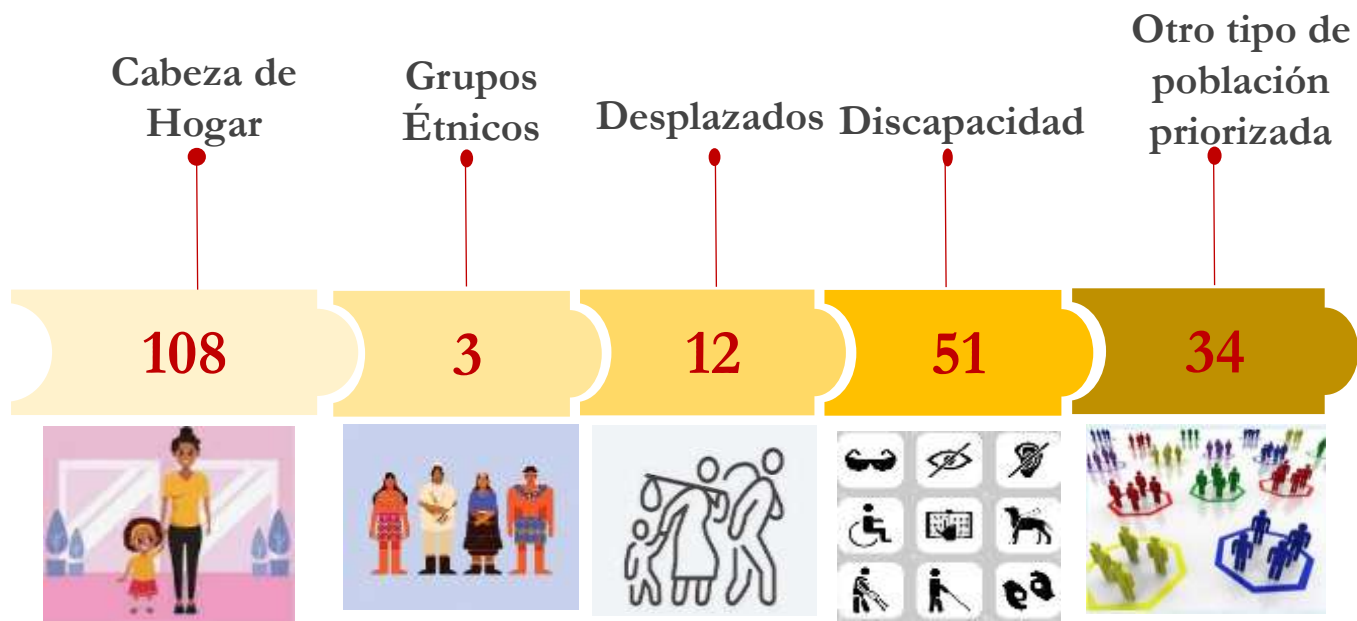 Cabeza de
Hogar
Grupos
Étnicos
Desplazados
Discapacidad
Otro tipo de
población
priorizada
108
3
12
51
34